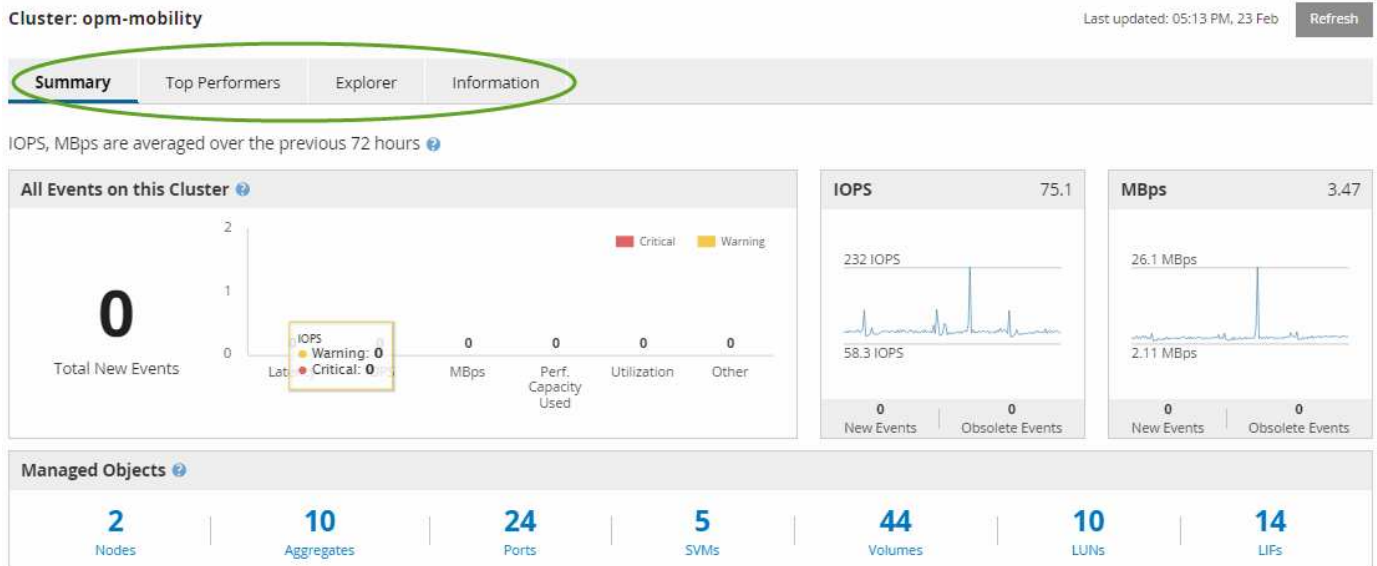 Cluster: opm-mobility
Last updated: 05:13 PM, 23 Feb
Refresh
Summary
Top Performers
Explorer
Information
IOPS, MBps are averaged over the previous 72 hours
All Events on this Cluster
0
Total New Events
2
1
0
Critical
Warning
IOPS
Warning: 0
Critical: 0
0
MBps
0
Perf.
Capacity
Used
0
Utilization
0
Other
IOPS
75.1
232 IOPS
58.3 IOPS
0
New Events
0
Obsolete Events
MBps
3.47
26.1 MBps
2.11 MBps
0
New Events
0
Obsolete Events
Managed Objects
2
Nodes
10
Aggregates
24
Ports
5
SVMs
44
Volumes
10
LUNs
14
LIFs